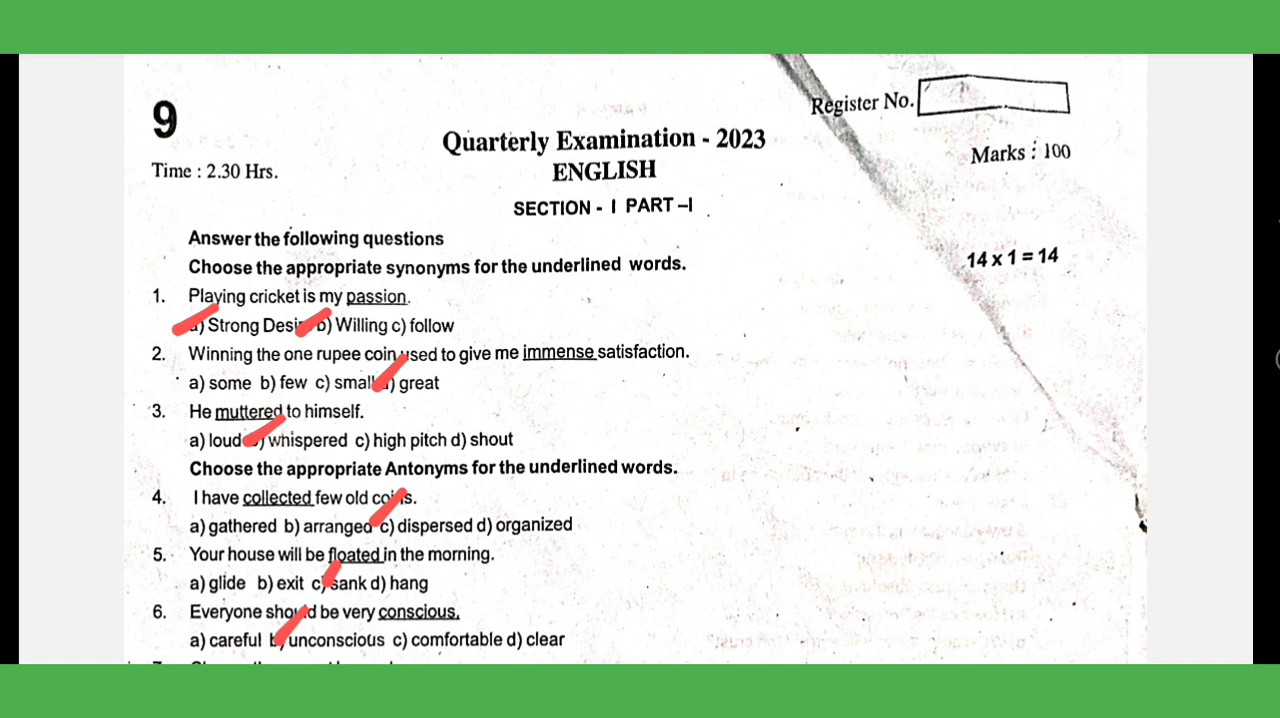 Register No.
9
Quarterly Examination - 2023
Time : 2.30 Hrs.
ENGLISH
Marks : 100
SECTION - I PART –I
Answer the following questions
Choose the appropriate synonyms for the underlined words.
14 x 1 = 14
1. Playing cricket is my passion.
a) Strong Desi b) Willing c) follow
2. Winning the one rupee coin used to give me immense satisfaction.
a) some b) few c) small d) great
3. He muttered to himself.
a) loud b) whispered c) high pitch d) shout
Choose the appropriate Antonyms for the underlined words.
4. I have collected few old coins.
a) gathered b) arranged c) dispersed d) organized
5. Your house will be floated in the morning.
a) glide b) exit c) sank d) hang
6. Everyone should be very conscious.
a) careful b) unconscious c) comfortable d) clear